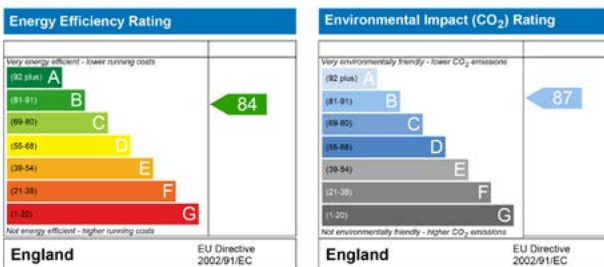 Energy Efficiency Rating
Very energy efficient - lower running costs
(92 plus) A
(81-91) B
84
(69-80) C
(55-68) D
(39-54) E
(21-38) F
(1-20) G
Not energy efficient - higher running costs
England
EU Directive
2002/91/EC
Environmental Impact (CO₂) Rating
Very environmentally friendly - lower CO₂ emissions
(92 plus) A
(81-91) B
87
(69-80) C
(55-68) D
(39-54) E
(21-38) F
(1-20) G
Not environmentally friendly - higher CO₂ emissions
England
EU Directive
2002/91/EC